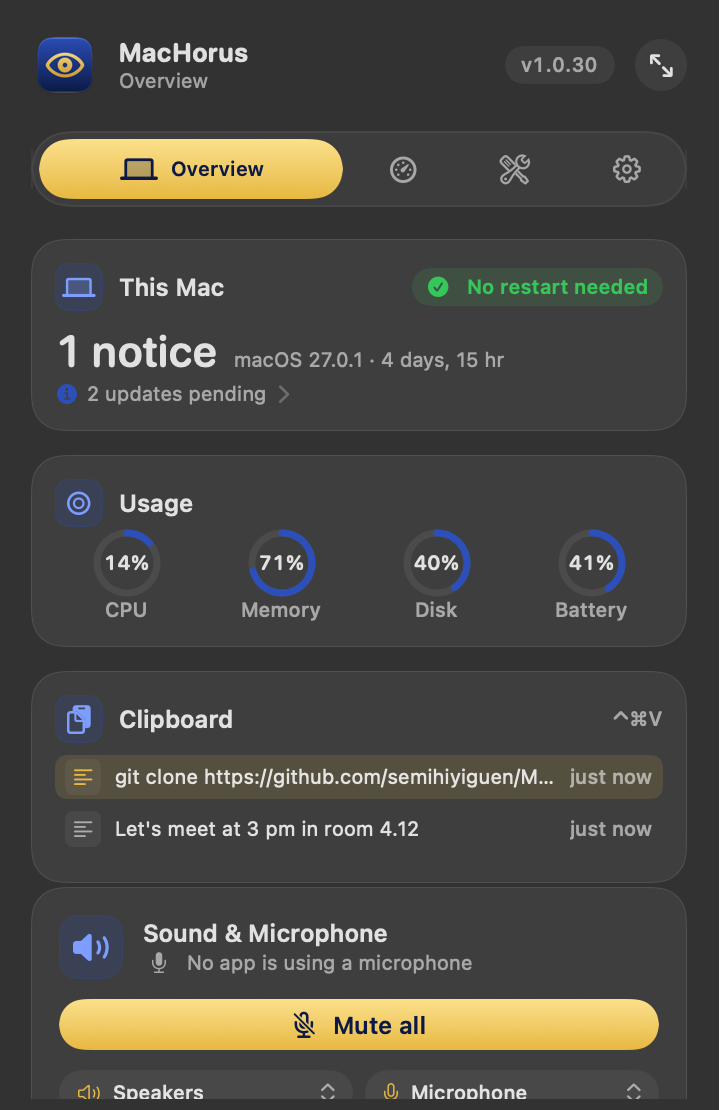 MacHorus
Overview
v1.0.30
Overview
This Mac
No restart needed
1 notice macOS 27.0.1 · 4 days, 15 hr
2 updates pending
Usage
14% 71% 40% 41%
CPU Memory Disk Battery
Clipboard ^⌘V
git clone https://github.com/semihiyiguen/M... just now
Let's meet at 3 pm in room 4.12 just now
Sound & Microphone
No app is using a microphone
Mute all
Speakers Microphone